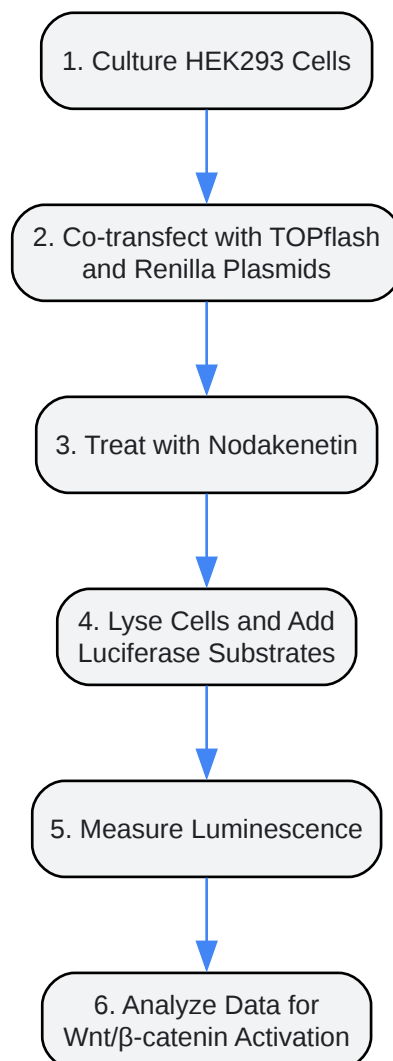 1. Culture HEK293 Cells
2. Co-transfect with TOPflash
and Renilla Plasmids
3. Treat with Nodakenetin
4. Lyse Cells and Add
Luciferase Substrates
5. Measure Luminescence
6. Analyze Data for
Wnt/β-catenin Activation